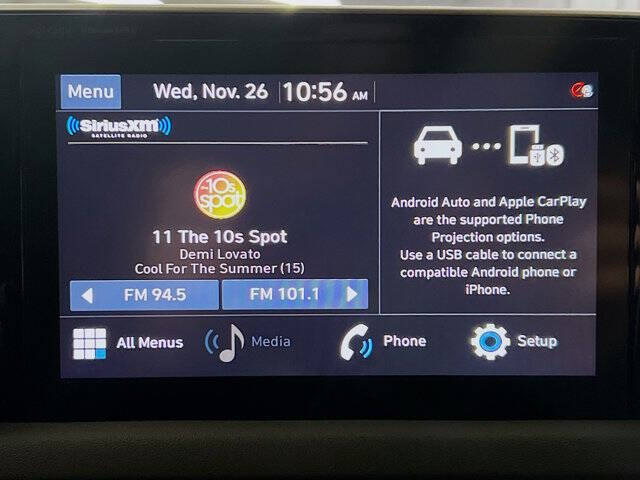 Menu Wed, Nov. 26 10:56 AM
SiriusXM
SATELLITE RADIO
10s
spot
11 The 10s Spot
Demi Lovato
Cool For The Summer (15)
FM 94.5 FM 101.1
Android Auto and Apple CarPlay
are the supported Phone
Projection options.
Use a USB cable to connect a
compatible Android phone or
iPhone.
All Menus Media Phone Setup